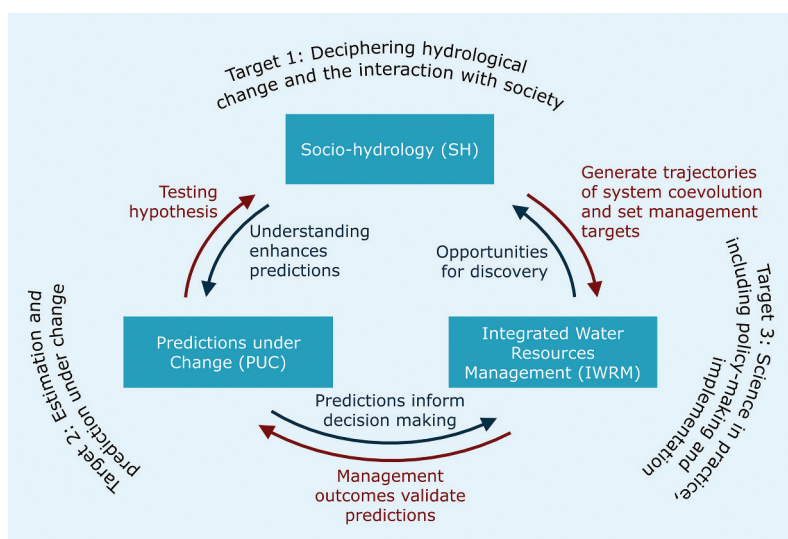 Target 1: Deciphering hydrological
change and the interaction with society
Socio-hydrology (SH)
Testing
hypothesis
Understanding
enhances
predictions
Generate trajectories
of system coevolution
and set management
targets
Opportunities
for discovery
Target 2: Estimation and
prediction under change
Predictions under
Change (PUC)
Integrated Water
Resources
Management (IWRM)
Target 3: Science in practice,
including policy-making and
implementation
Predictions inform
decision making
Management
outcomes validate
predictions